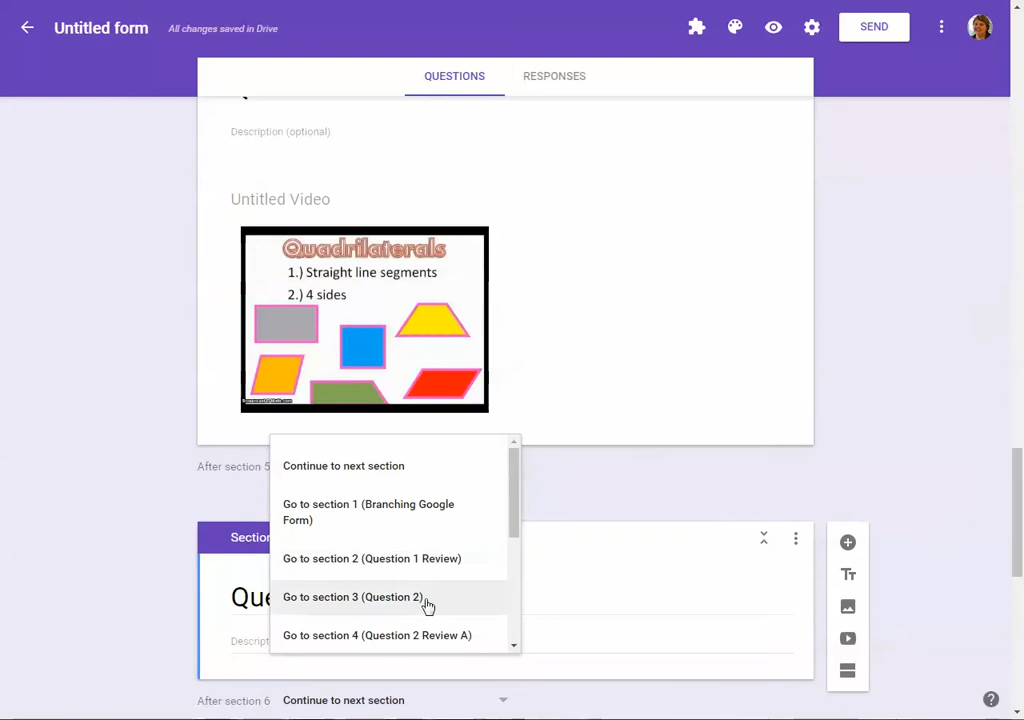 Untitled form
All changes saved in Drive
SEND
QUESTIONS
RESPONSES
Description (optional)
Untitled Video
Quadrilaterals
1.) Straight line segments
2.) 4 sides
After section 5
Continue to next section
Go to section 1 (Branching Google
Form)
Go to section 2 (Question 1 Review)
Go to section 3 (Question 2)
Go to section 4 (Question 2 Review A)
Section
Que
Descript
After section 6
Continue to next section
Tт